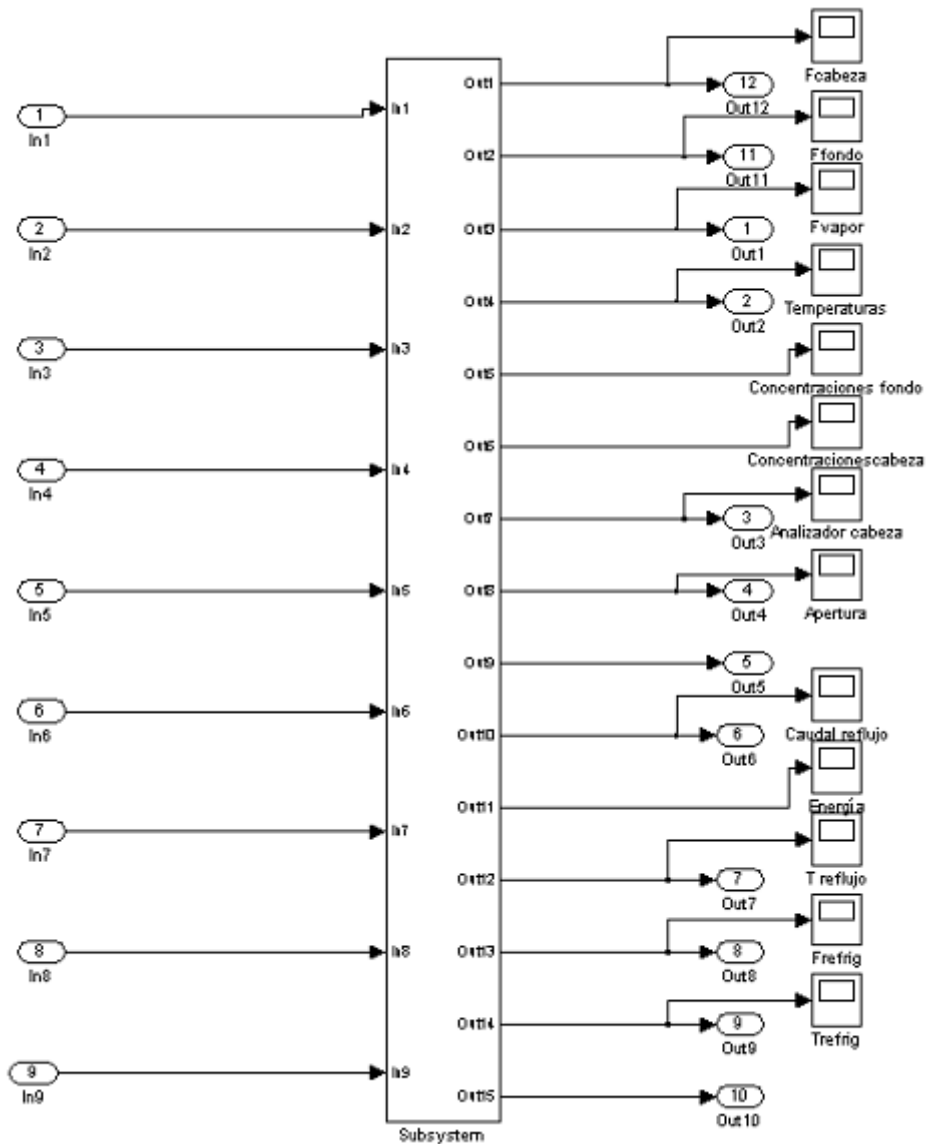 1
In1
2
In2
3
In3
4
In4
5
In5
6
In6
7
In7
8
In8
9
In9
In1
In2
In3
In4
In5
In6
In7
In8
In9
Out1
Out2
Out3
Out4
Out5
Out6
Out7
Out8
Out9
Out10
Out11
Out12
Out13
Out14
Out15
Subsystem
12
Out12
11
Out11
1
Out1
2
Out2
3
Out3
4
Out4
5
Out5
6
Out6
7
Out7
8
Out8
9
Out9
10
Out10
Fcabeza
Ffondo
Fvapor
Temperaturas
Concentraciones fondo
Concentracionescabeza
Analizador cabeza
Apertura
Caudal reflujo
Energía
T reflujo
Frefrig
Trefrig